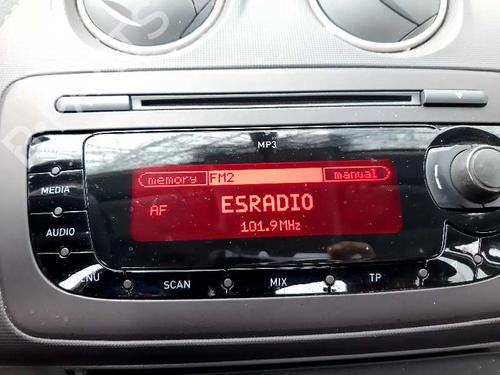 MP3
memory FM2 manual
MEDIA
AF ESRADIO
AUDIO
101.9MHz
SCAN MIX TP